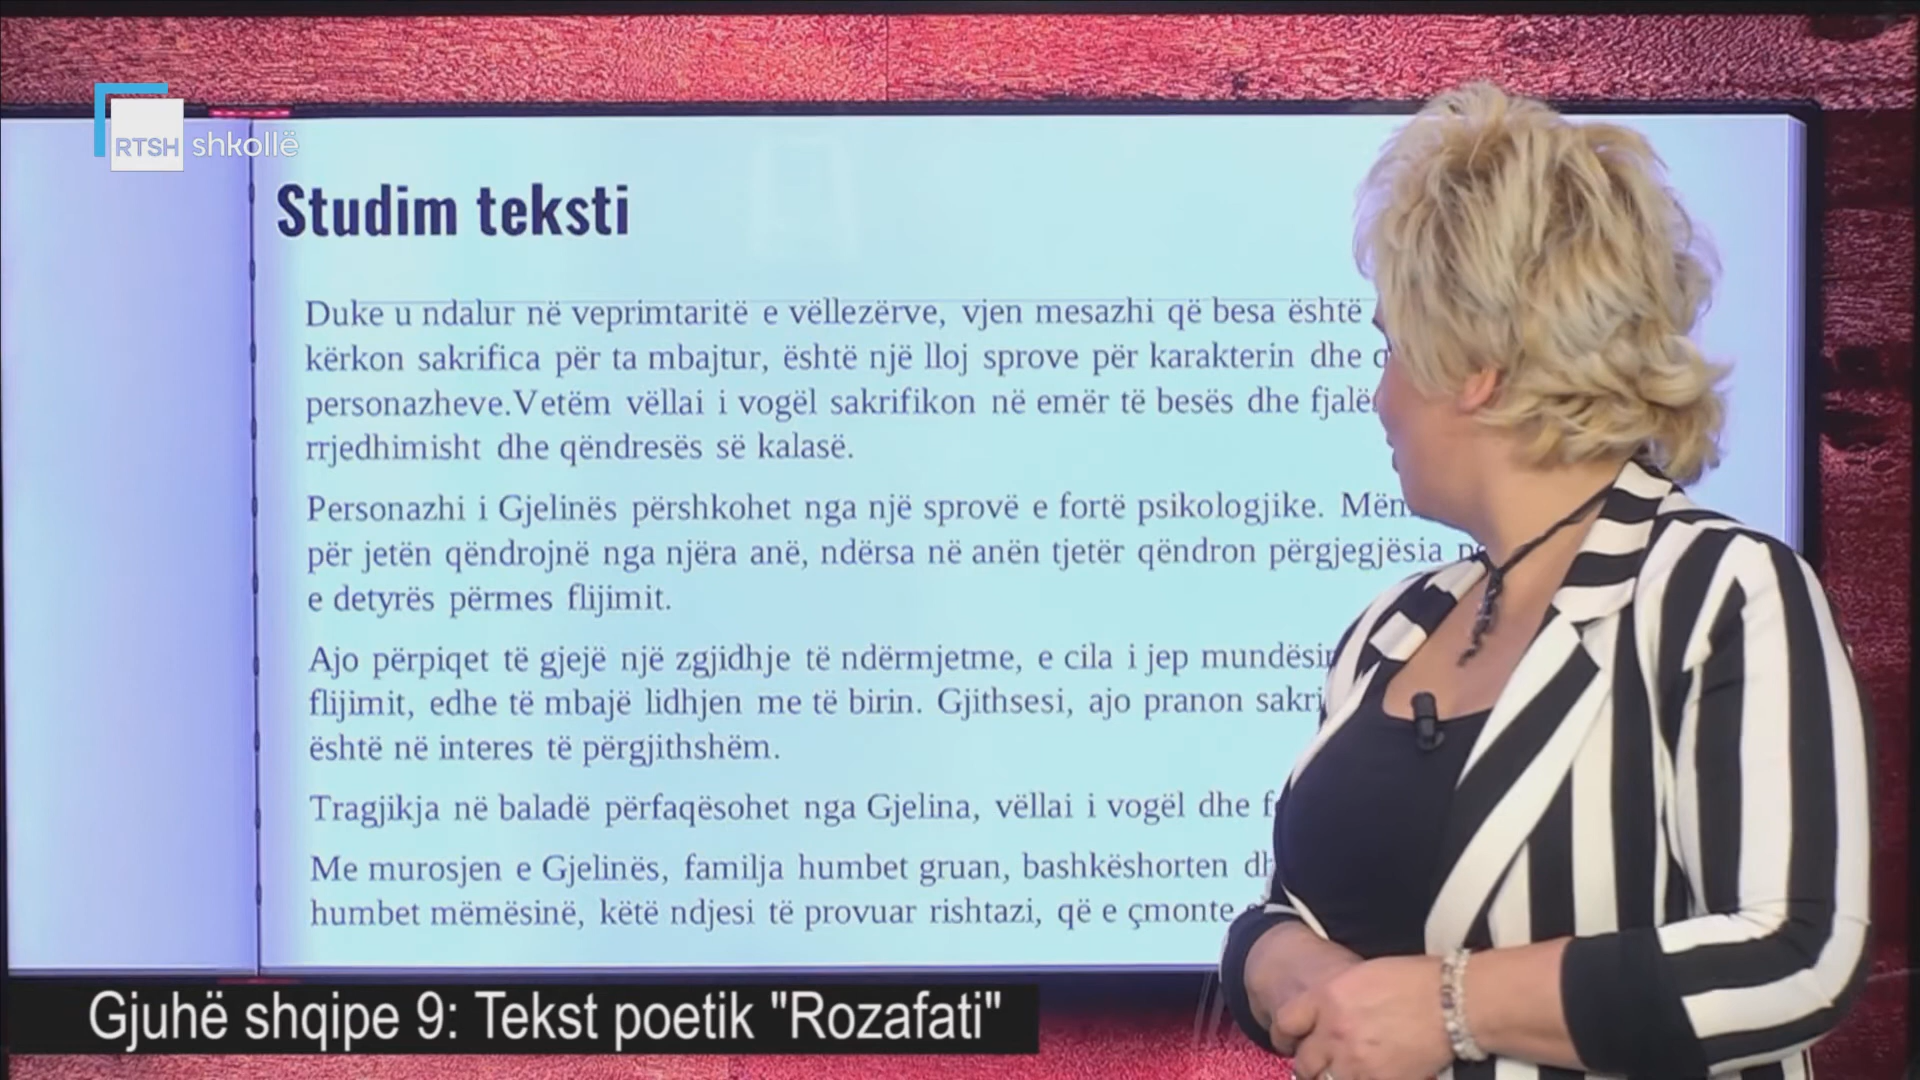 RTSH shkollë
Studim teksti
Duke u ndalur në veprimtaritë e vëllezërve, vjen mesazhi që besa është
kërkon sakrifica për ta mbajtur, është një lloj sprove për karakterin dhe
personazheve.Vetëm vëllai i vogël sakrifikon në emër të besës dhe
rrjedhimisht dhe qëndresës së kalasë.
Personazhi i Gjelinës përshkohet nga një sprovë e fortë psikologjike.
për jetën qëndrojnë nga njëra anë, ndërsa në anën tjetër qëndron përgjegjësia
e detyrës përmes flijimit.
Ajo përpiqet të gjejë një zgjidhje të ndërmjetme, e cila i jep
flijimit, edhe të mbajë lidhjen me të birin. Gjithsesi, ajo pranon
është në interes të përgjithshëm.
Tragjikja në baladë përfaqësohet nga Gjelina, vëllai i vogël dhe
Me murosjen e Gjelinës, familja humbet gruan, bashkëshorten
humbet mëmësinë, këtë ndjesi të provuar rishtazi, që e çmonte
Gjuhë shqipe 9: Tekst poetik "Rozafati"